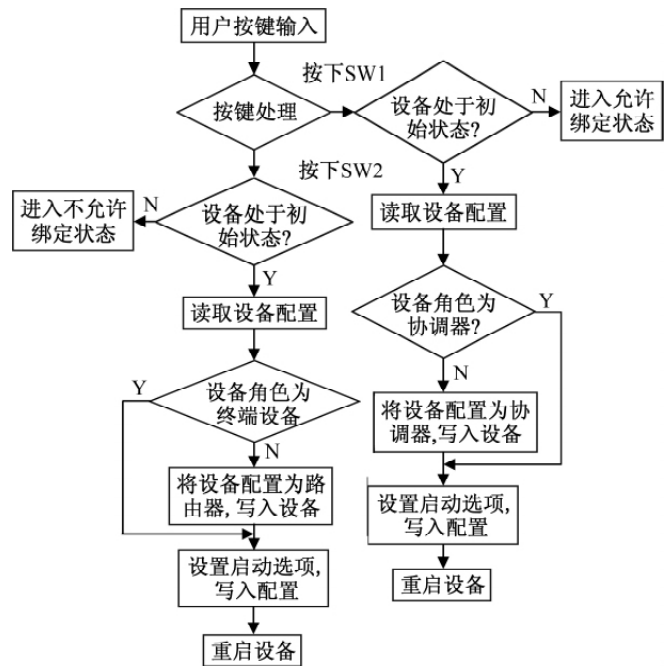 用户按键输入
按键处理
按下SW1
设备处于初
始状态?
N
进入允许
绑定状态
Y
读取设备配置
设备角色为
协调器?
Y
N
将设备配置为协
调器,写入设备
设置启动选项,
写入配置
重启设备
按下SW2
设备处于初
始状态?
N
进入不允许
绑定状态
Y
读取设备配置
设备角色为
终端设备
Y
N
将设备配置为路
由器,写入设备
设置启动选项,
写入配置
重启设备